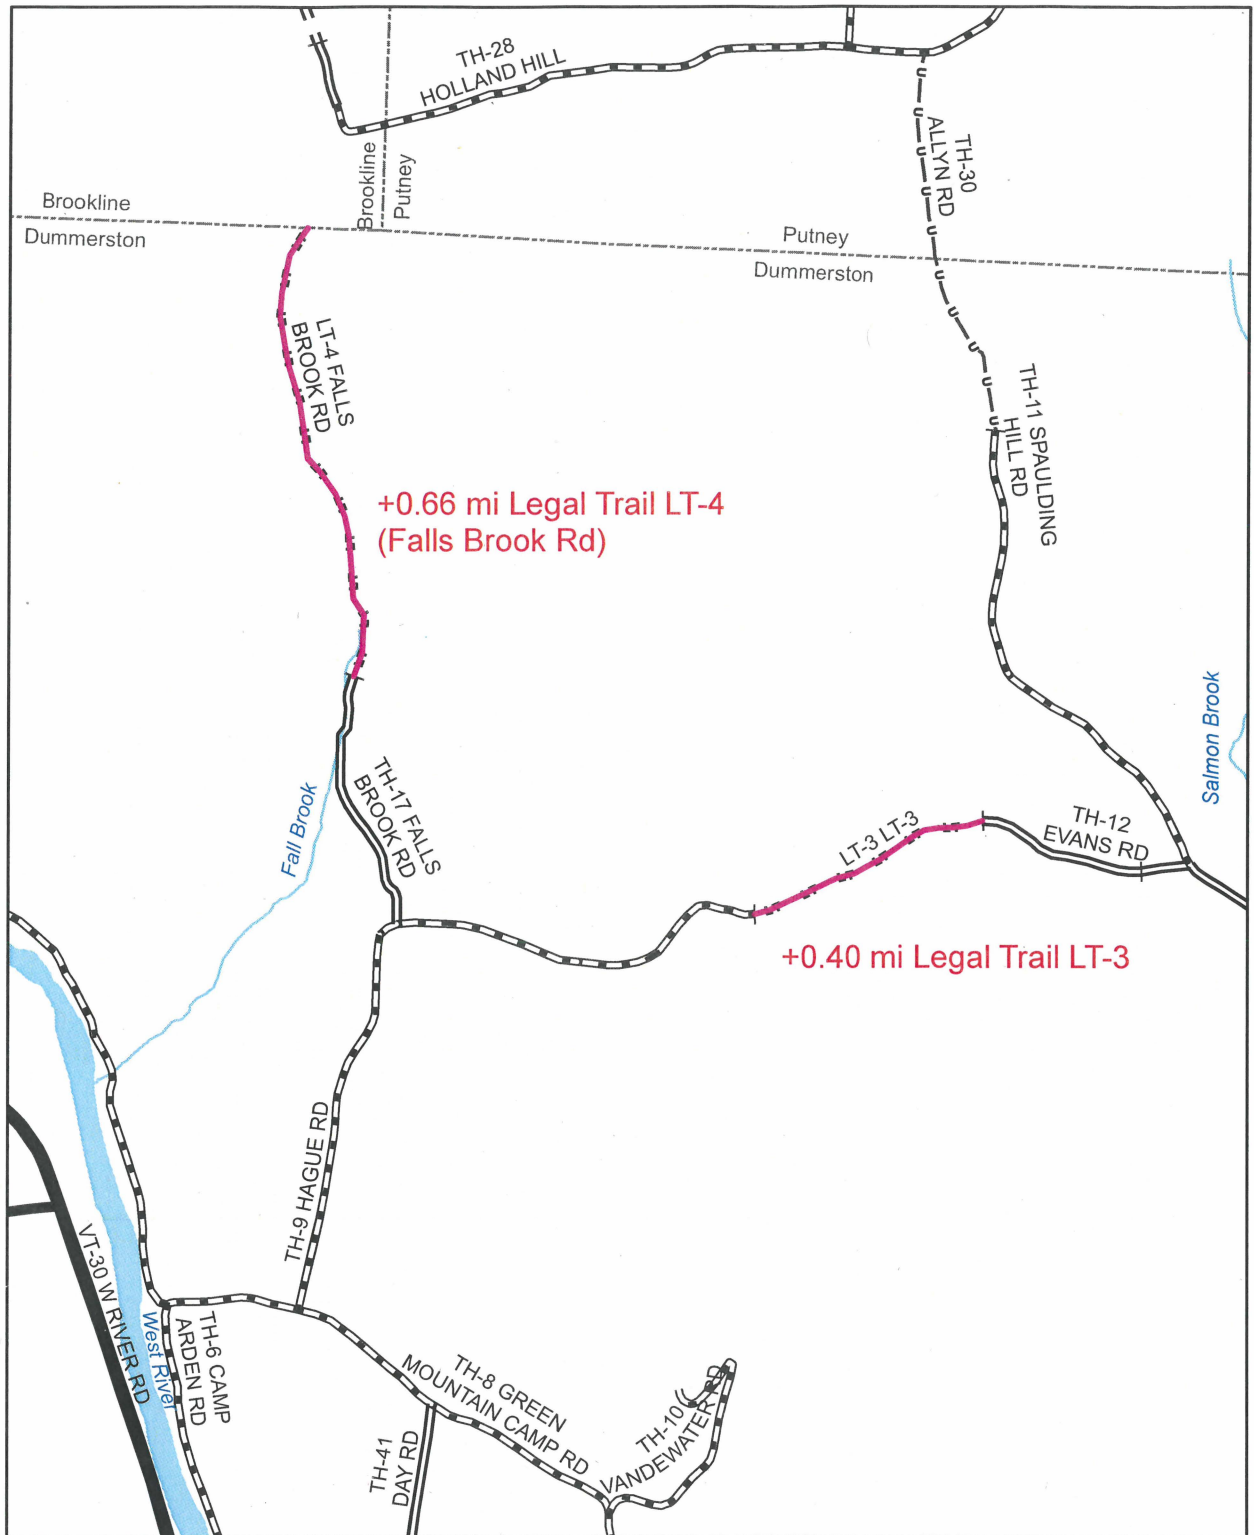 TH-28
HOLLAND HILL
TH-30
ALLYN RD
Brookline
Putney
Brookline
Dummerston
Putney
Dummerston
LT-4 FALLS
BROOK RD
TH-11 SPAULDING
HILL RD
+0.66 mi Legal Trail LT-4
(Falls Brook Rd)
Salmon Brook
TH-17 FALLS
BROOK RD
Fall Brook
LT-3 LT-3
TH-12
EVANS RD
+0.40 mi Legal Trail LT-3
TH-9 HAGUE RD
VT-30 W RIVER RD
West River
TH-6 CAMP
ARDEN RD
TH-8 GREEN
MOUNTAIN CAMP RD
TH-10
VANDEWATER RD
TH-41
DAY RD